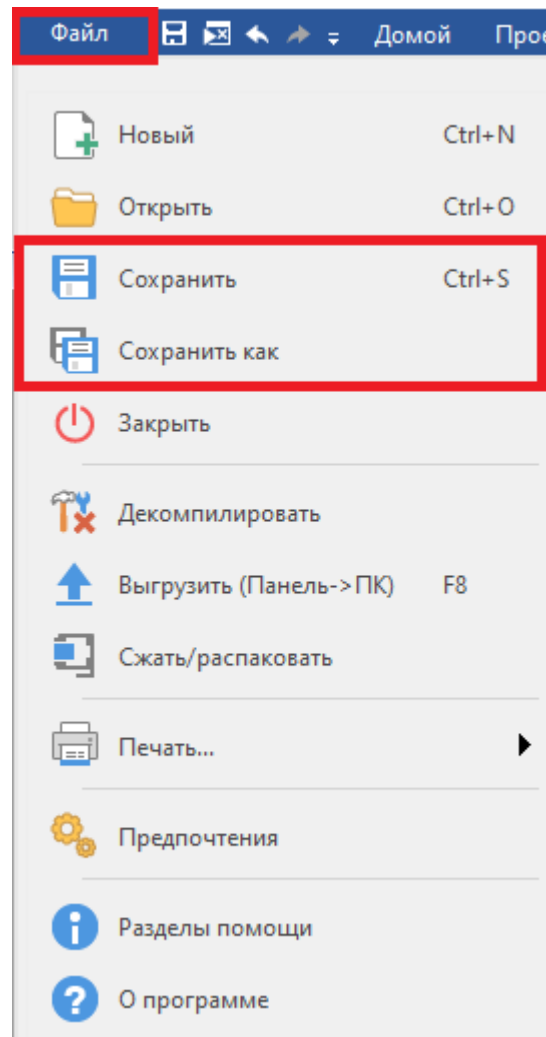 Файл Домой Прое
Новый Ctrl+N
Открыть Ctrl+O
Сохранить Ctrl+S
Сохранить как
Закрыть
Декомпилировать
Выгрузить (Панель->ПК) F8
Сжать/распаковать
Печать...
Предпочтения
Разделы помощи
О программе